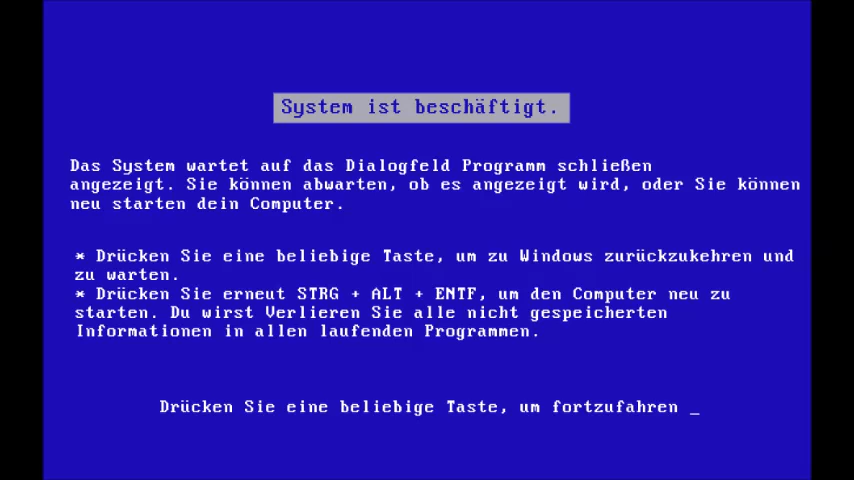 System ist beschäftigt.
Das System wartet auf das Dialogfeld Programm schließen
angezeigt. Sie können abwarten, ob es angezeigt wird, oder Sie können
neu starten dein Computer.
* Drücken Sie eine beliebige Taste, um zu Windows zurückzukehren und
zu warten.
* Drücken Sie erneut STRG + ALT + ENTF, um den Computer neu zu
starten. Du wirst Verlieren Sie alle nicht gespeicherten
Informationen in allen laufenden Programmen.
Drücken Sie eine beliebige Taste, um fortzufahren _